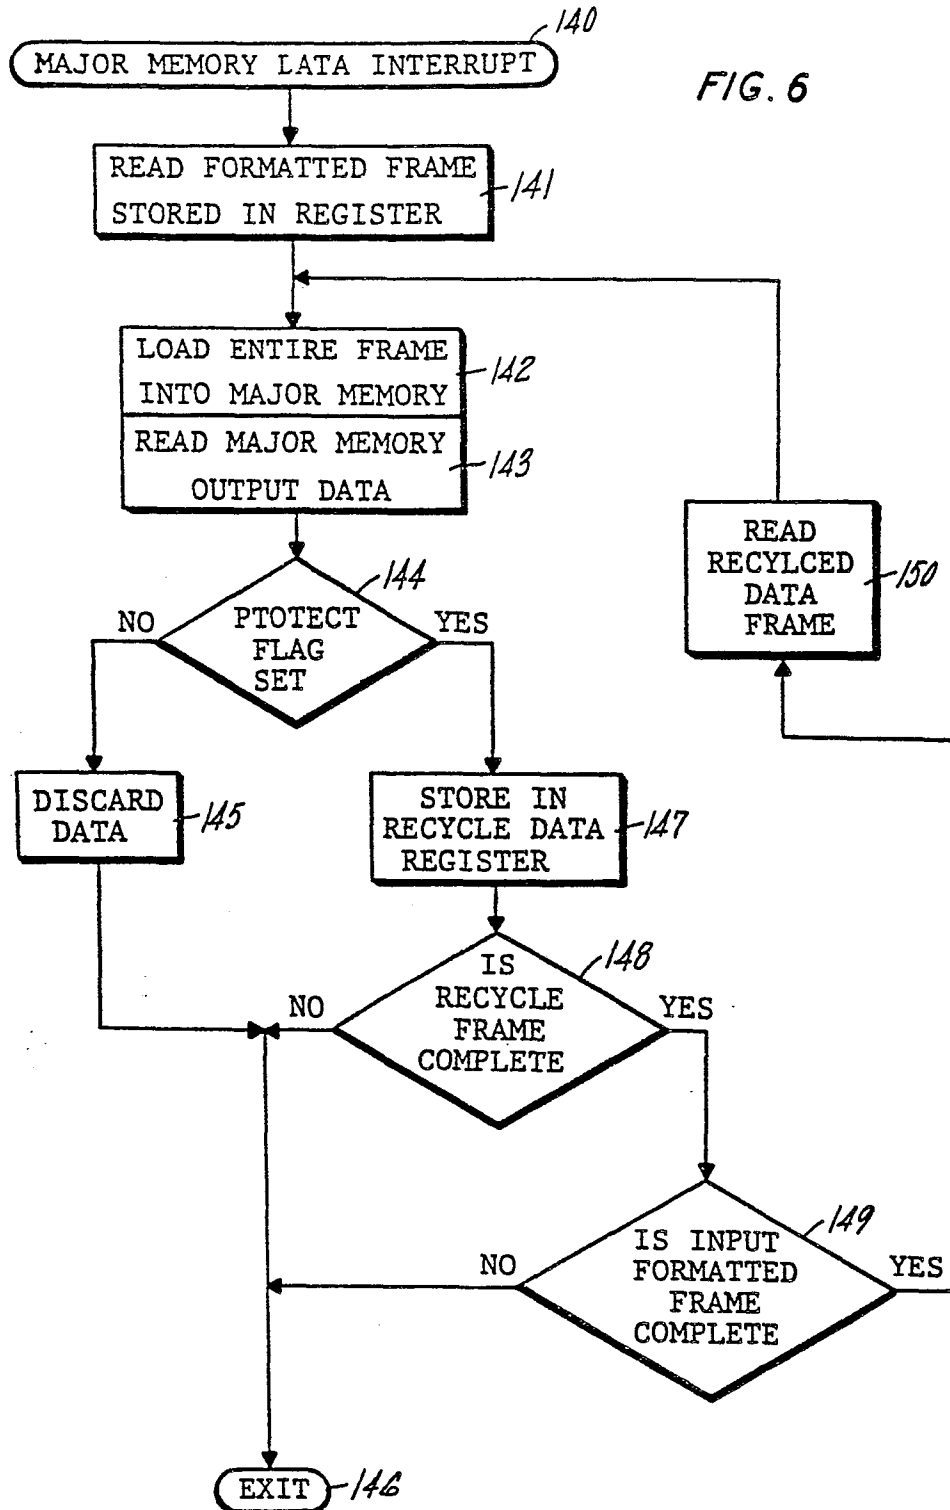 140
MAJOR MEMORY LATA INTERRUPT
FIG. 6
READ FORMATTED FRAME
STORED IN REGISTER
141
LOAD ENTIRE FRAME
INTO MAJOR MEMORY
142
READ MAJOR MEMORY
OUTPUT DATA
143
READ
RECYLCED
DATA
FRAME
150
144
NO
PTOTECT
FLAG
SET
YES
DISCARD
DATA
145
STORE IN
RECYCLE DATA
REGISTER
147
148
NO
IS
RECYCLE
FRAME
COMPLETE
YES
149
NO
IS INPUT
FORMATTED
FRAME
COMPLETE
YES
EXIT
146